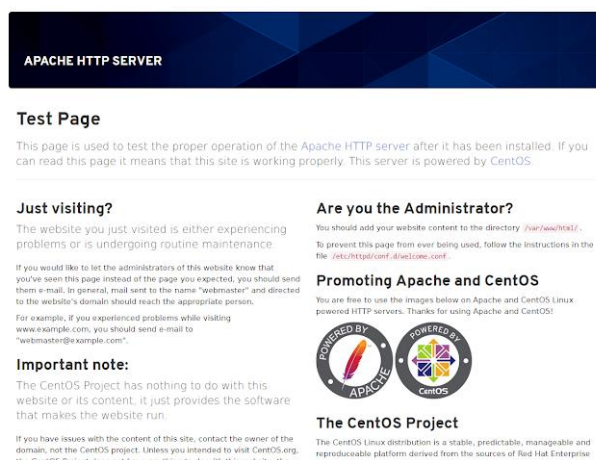 APACHE HTTP SERVER
Test Page
This page is used to test the proper operation of the Apache HTTP server after it has been installed. If you
can read this page it means that this site is working properly. This server is powered by CentOS.
Just visiting?
The website you just visited is either experiencing
problems or is undergoing routine maintenance.
If you would like to let the administrators of this website know that
you've seen this page instead of the page you expected, you should send
them e-mail. In general, mail sent to the name "webmaster" and directed
to the website's domain should reach the appropriate person.
For example, if you experienced problems while visiting
www.example.com, you should send e-mail to
"webmaster@example.com".
Important note:
The CentOS Project has nothing to do with this
website or its content, it just provides the software
that makes the website run.
If you have issues with the content of this site, contact the owner of the
domain, not the CentOS project. Unless you intended to visit CentOS.org,
Are you the Administrator?
You should add your website content to the directory /var/www/html/.
To prevent this page from ever being used, follow the instructions in the
file /etc/httpd/conf.d/welcome.conf.
Promoting Apache and CentOS
You are free to use the images below on Apache and CentOS Linux
powered HTTP servers. Thanks for using Apache and CentOS!
POWERED BY
APACHE
POWERED BY
CentOS
The CentOS Project
The CentOS Linux distribution is a stable, predictable, manageable and
reproduceable platform derived from the sources of Red Hat Enterprise